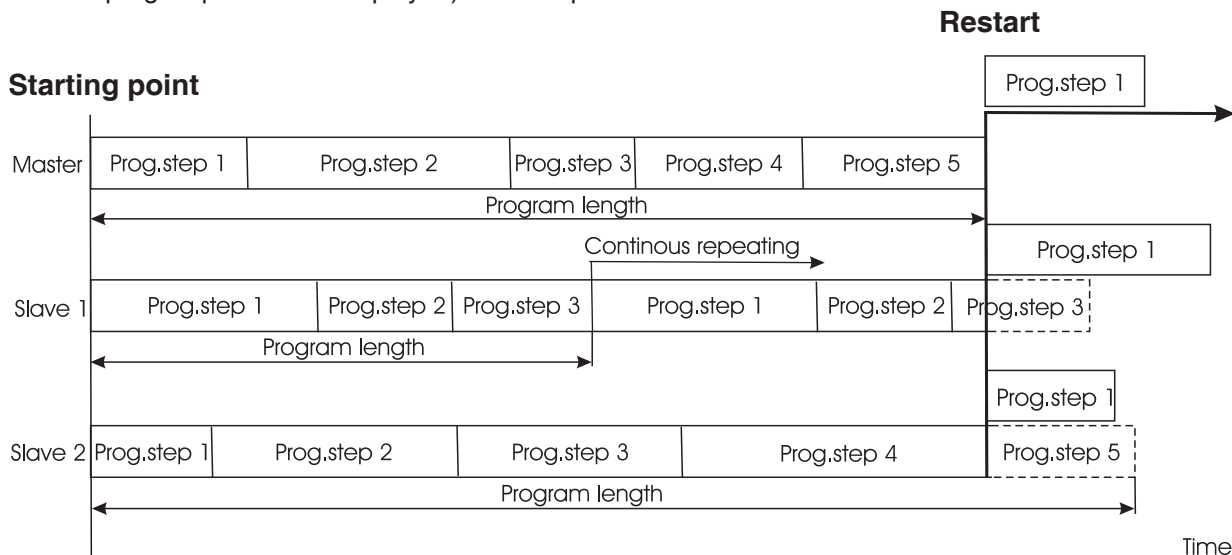 Restart
Prog.step 1
Starting point
Master Prog.step 1 Prog.step 2 Prog.step 3 Prog.step 4 Prog.step 5
Program length
Continous repeating
Prog.step 1
Slave 1 Prog.step 1 Prog.step 2 Prog.step 3 Prog.step 1 Prog.step 2 Prog.step 3
Program length
Prog.step 1
Slave 2 Prog.step 1 Prog.step 2 Prog.step 3 Prog.step 4 Prog.step 5
Program length
Time